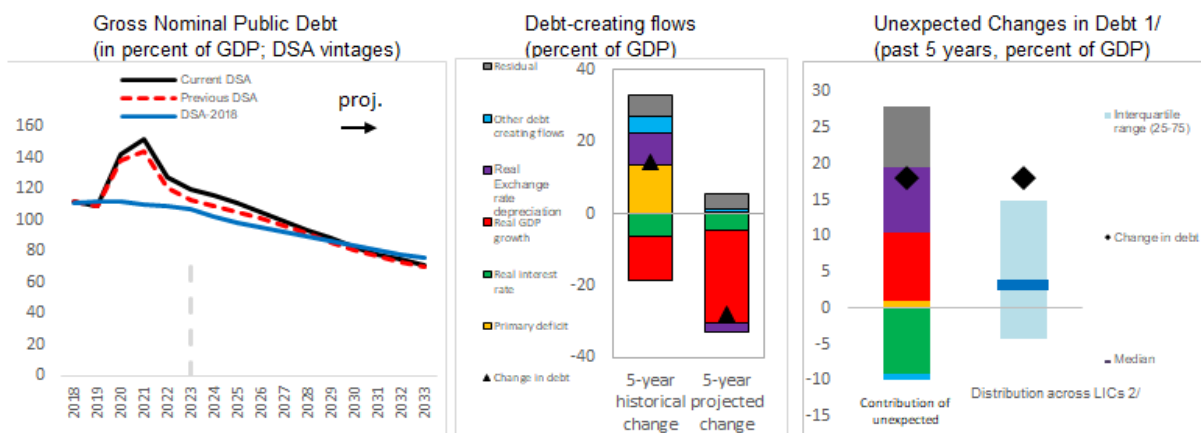 Gross Nominal Public Debt
(in percent of GDP; DSA vintages)
Current DSA
Previous DSA
DSA-2018
proj.
160
140
120
100
80
60
40
20
0
2018
2019
2020
2021
2022
2023
2024
2025
2026
2027
2028
2029
2030
2031
2032
2033
Debt-creating flows
(percent of GDP)
Residual
Other debt
creating flows
Real
Exchange rate
depreciation
Real GDP
growth
Real interest
rate
Primary deficit
Change in debt
40
20
0
-20
-40
5-year
historical
change
5-year
projected
change
Unexpected Changes in Debt 1/
(past 5 years, percent of GDP)
30
25
20
15
10
5
0
-5
-10
-15
Contribution of
unexpected
Distribution across LICs 2/
Interquartile
range (25-75)
Change in debt
Median